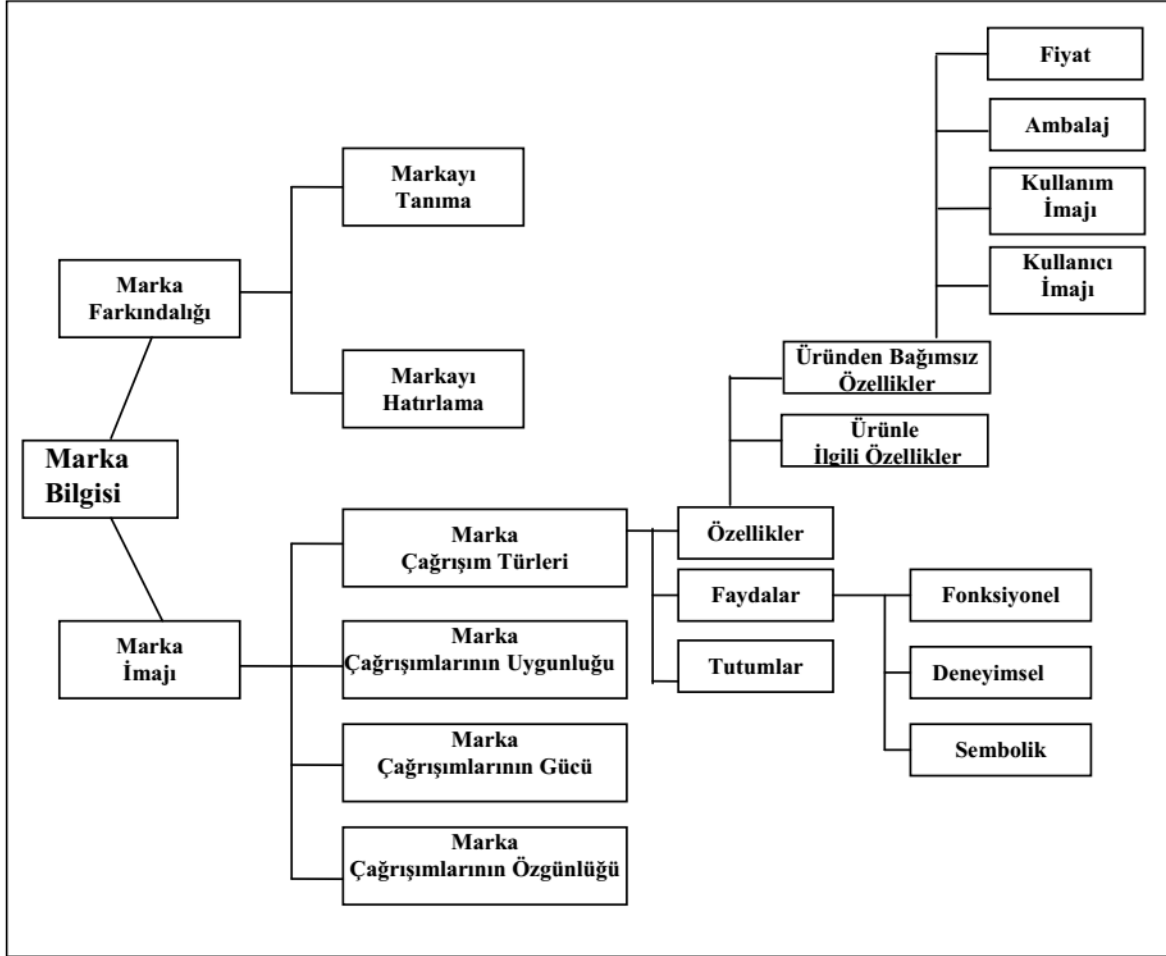 Fiyat
Ambalaj
Markayı
Tanıma
Kullanım
İmajı
Kullanıcı
İmajı
Marka
Farkındalığı
Üründen Bağımsız
Özellikler
Markayı
Hatırlama
Ürünle
İlgili Özellikler
Marka
Bilgisi
Marka
Çağrışım Türleri
Özellikler
Faydalar
Fonksiyonel
Marka
İmajı
Marka
Çağrışımlarının Uygunluğu
Tutumlar
Deneyimsel
Marka
Çağrışımlarının Gücü
Sembolik
Marka
Çağrışımlarının Özgünlüğü